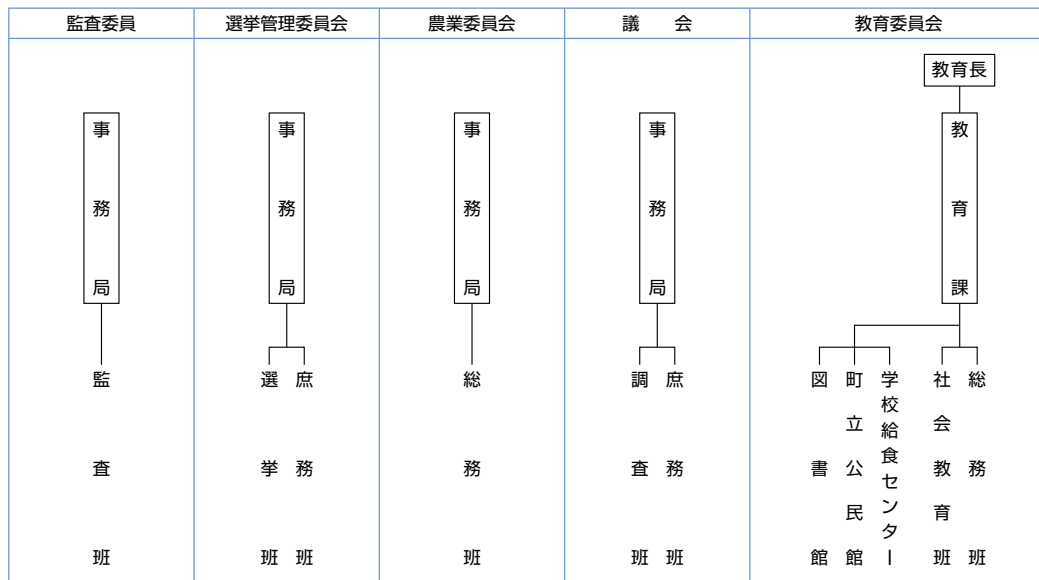 監査委員
選挙管理委員会
農業委員会
議　会
教育委員会
教育長
事務局
事務局
事務局
事務局
教育課
監査班
選挙班
庶務班
総務班
調査班
庶務班
図書館
町立公民館
学校給食センター
社会教育班
総務班